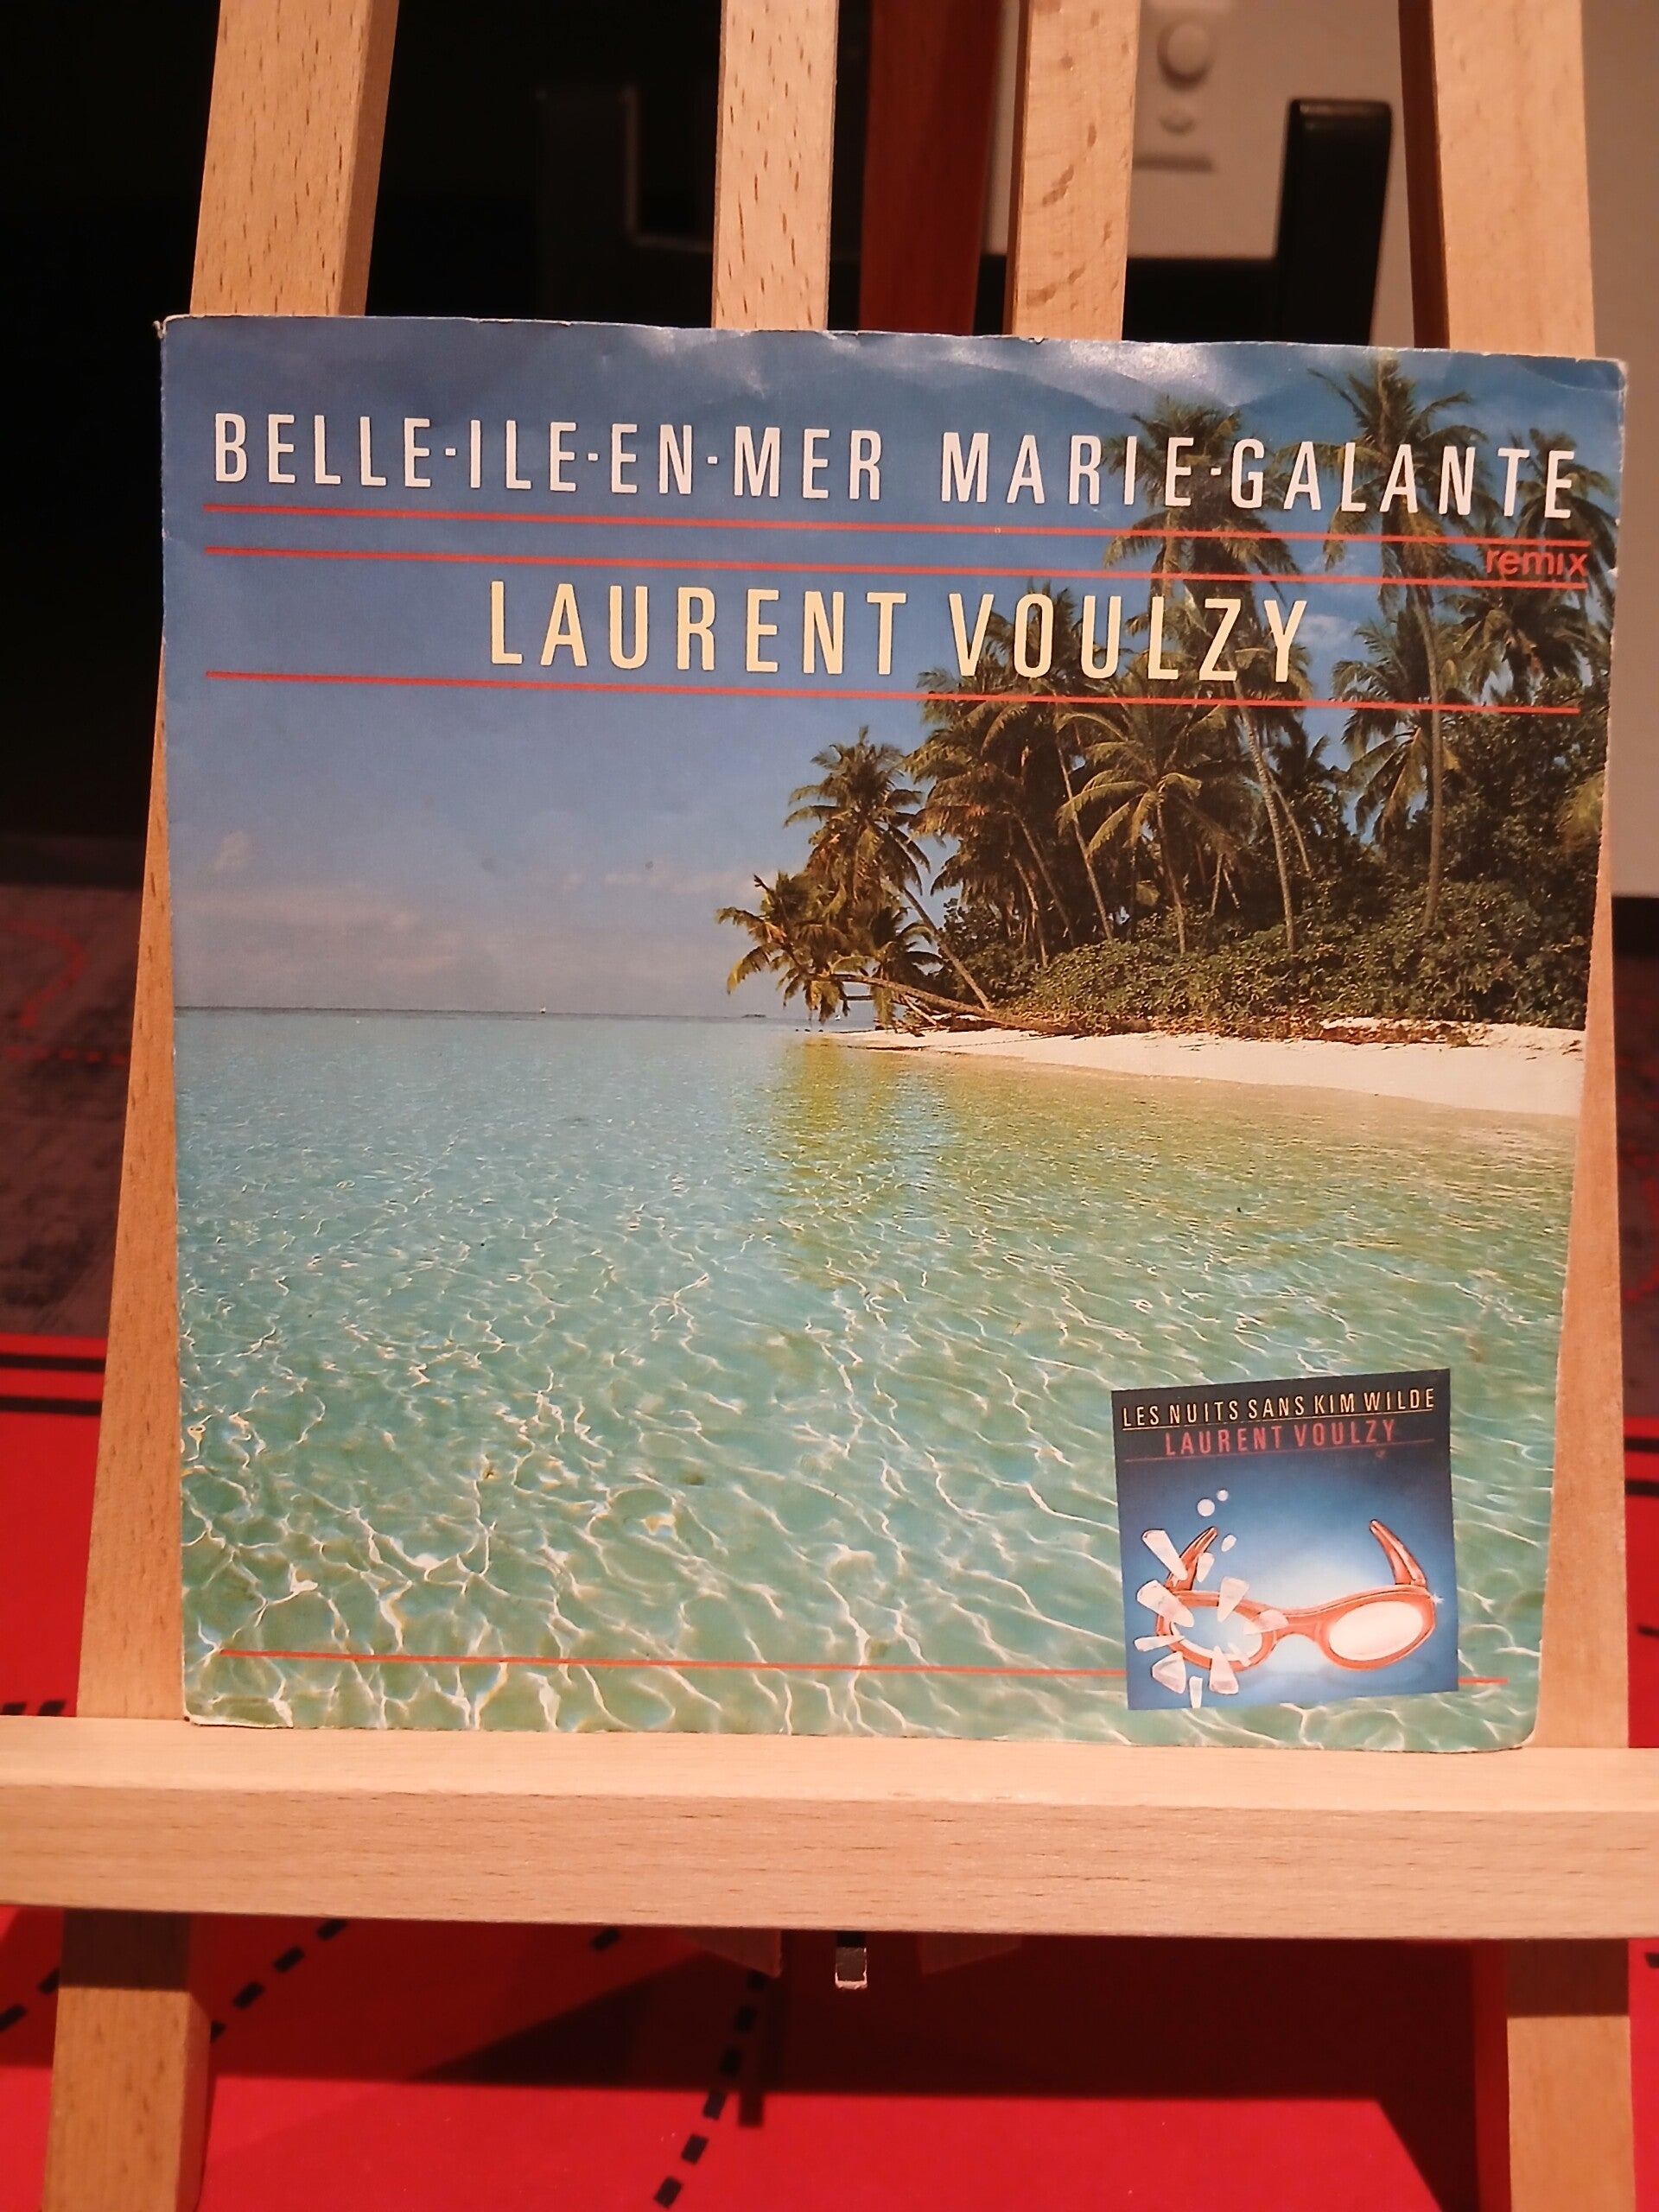 BELLE·ILE·EN·MER MARIE·GALANTE
remix
LAURENT VOULZY
LES NUITS SANS KIM WILDE
LAURENT VOULZY